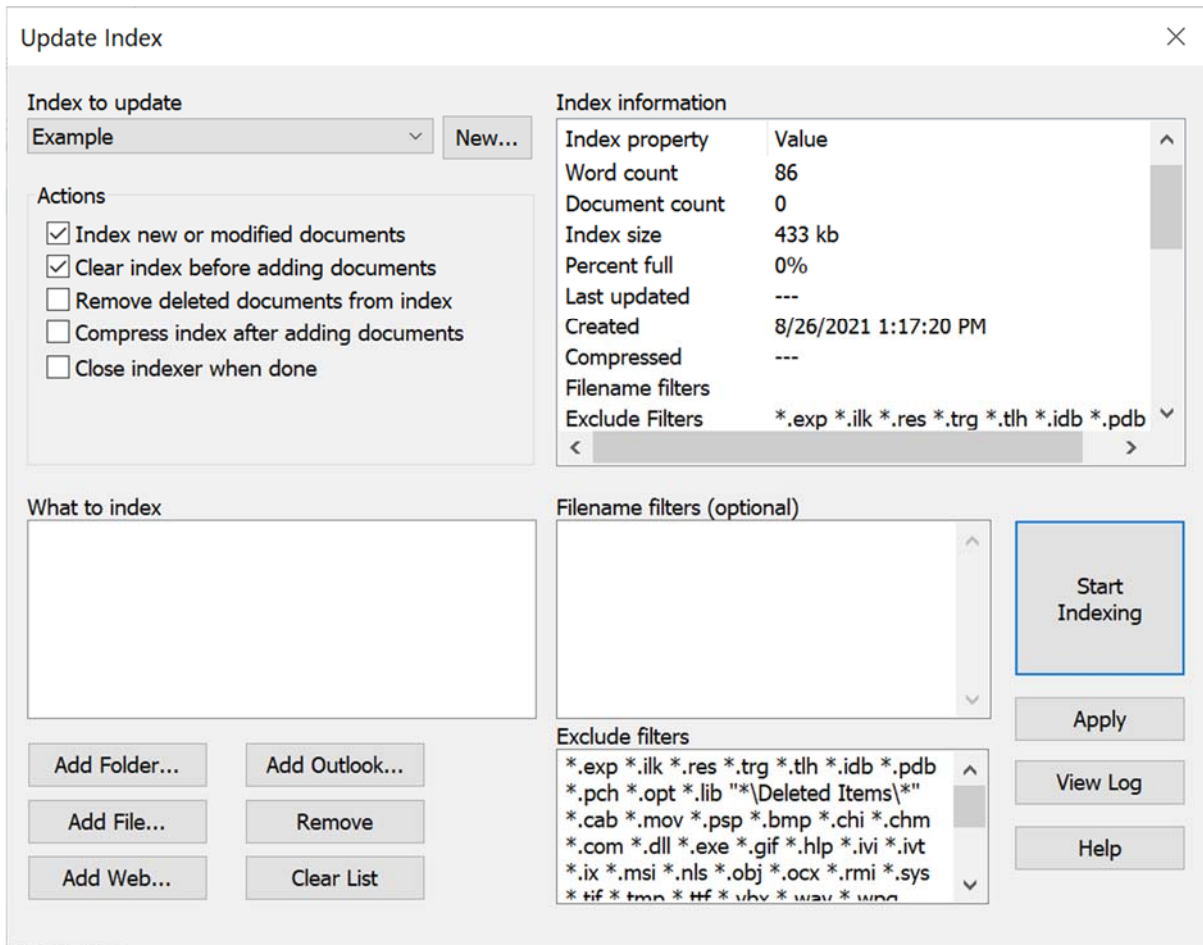 Update Index
Index to update
Example
New...
Actions
Index new or modified documents
Clear index before adding documents
Remove deleted documents from index
Compress index after adding documents
Close indexer when done
Index information
Index property Value
Word count 86
Document count 0
Index size 433 kb
Percent full 0%
Last updated ---
Created 8/26/2021 1:17:20 PM
Compressed ---
Filename filters
Exclude Filters *.exp *.ilk *.res *.trg *.tlh *.idb *.pdb
What to index
Add Folder... Add Outlook...
Add File... Remove
Add Web... Clear List
Filename filters (optional)
Exclude filters
*.exp *.ilk *.res *.trg *.tlh *.idb *.pdb
*.pch *.opt *.lib "*\Deleted Items\*"
*.cab *.mov *.psp *.bmp *.chi *.chm
*.com *.dll *.exe *.gif *.hlp *.ivi *.ivt
*.ix *.msi *.nls *.obj *.ocx *.rmi *.sys
*.tif *.tmp *.ttf *.vbx *.wav *.wpg
Start
Indexing
Apply
View Log
Help